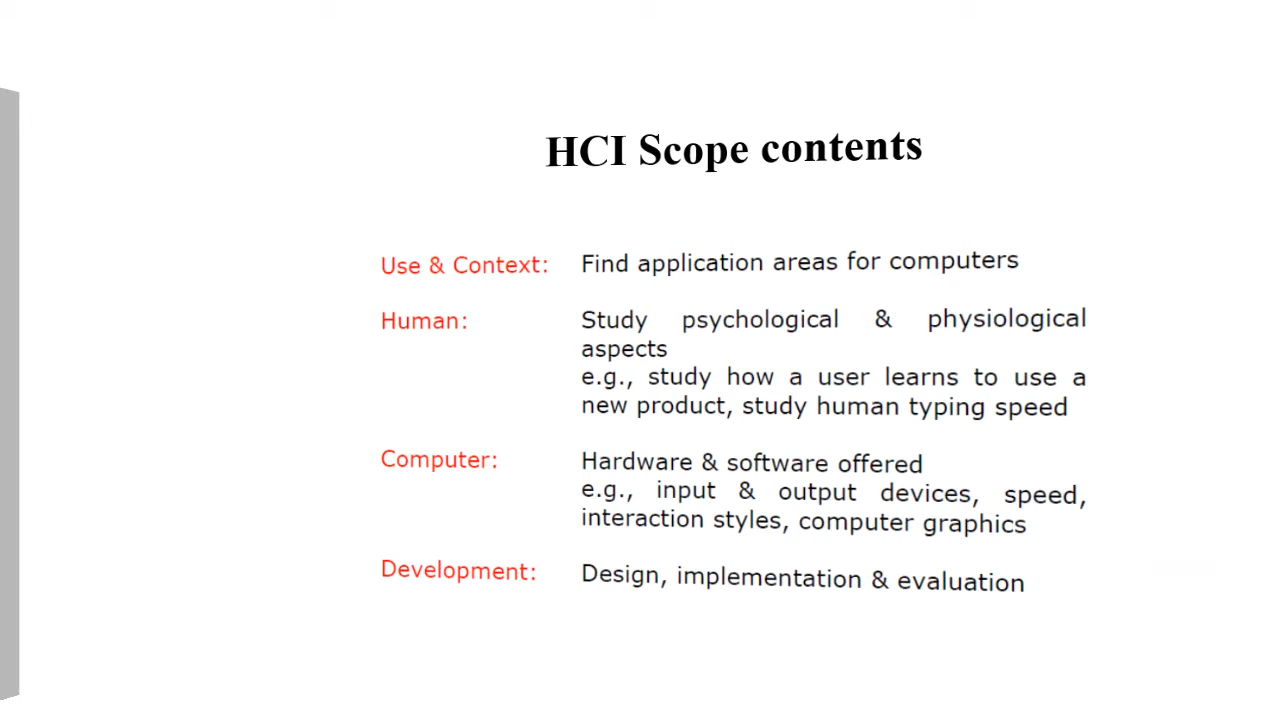 HCI Scope contents
Use & Context: Find application areas for computers
Human: Study psychological & physiological
aspects
e.g., study how a user learns to use a
new product, study human typing speed
Computer: Hardware & software offered
e.g., input & output devices, speed,
interaction styles, computer graphics
Development: Design, implementation & evaluation